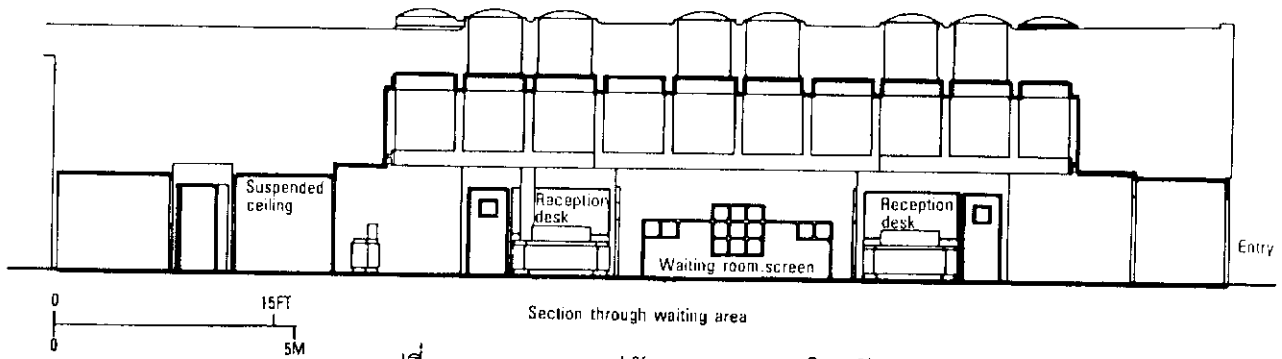 Suspended
ceiling
Reception
desk
Reception
desk
Waiting room screen
Entry
0 15FT
Section through waiting area
0 5M